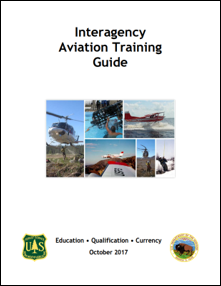 Interagency
Aviation Training
Guide
Education • Qualification • Currency
October 2017
U S